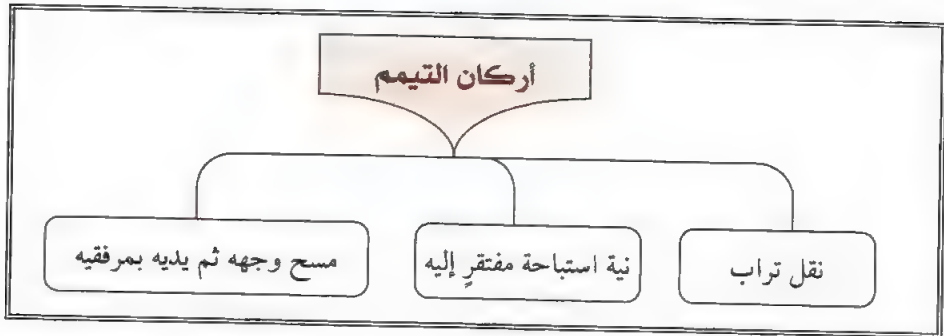 أركان التيمم
نقل تراب
نية استباحة مفتقرٍ إليه
مسح وجهه ثم يديه بمرفقيه